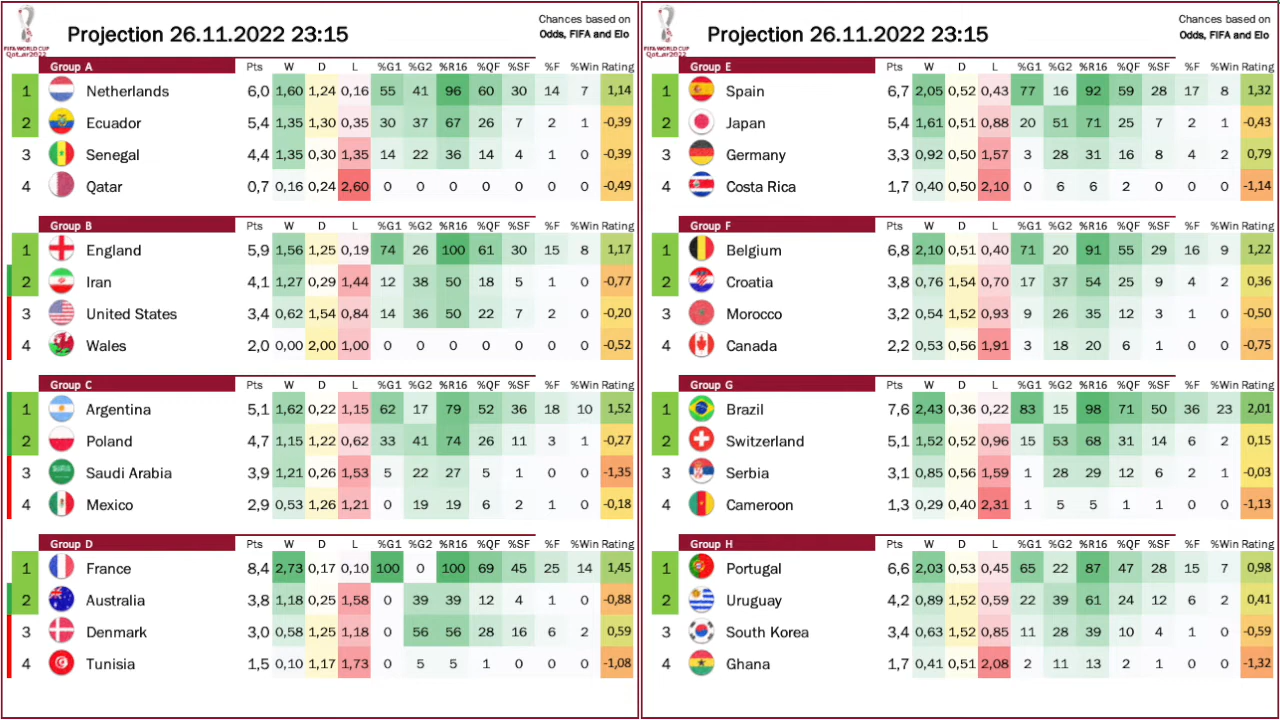 FIFA WORLD CUP
Qatar2022
Projection 26.11.2022 23:15
Chances based on
Odds, FIFA and Elo
Group A Pts W D L %G1 %G2 %R16 %QF %SF %F %Win Rating
1 Netherlands 6,0 1,60 1,24 0,16 55 41 96 60 30 14 7 1,14
2 Ecuador 5,4 1,35 1,30 0,35 30 37 67 26 7 2 1 -0,39
3 Senegal 4,4 1,35 0,30 1,35 14 22 36 14 4 1 0 -0,39
4 Qatar 0,7 0,16 0,24 2,60 0 0 0 0 0 0 0 -0,49
Group B Pts W D L %G1 %G2 %R16 %QF %SF %F %Win Rating
1 England 5,9 1,56 1,25 0,19 74 26 100 61 30 15 8 1,17
2 Iran 4,1 1,27 0,29 1,44 12 38 50 18 5 1 0 -0,77
3 United States 3,4 0,62 1,54 0,84 14 36 50 22 7 2 0 -0,20
4 Wales 2,0 0,00 2,00 1,00 0 0 0 0 0 0 0 -0,52
Group C Pts W D L %G1 %G2 %R16 %QF %SF %F %Win Rating
1 Argentina 5,1 1,62 0,22 1,15 62 17 79 52 36 18 10 1,52
2 Poland 4,7 1,15 1,22 0,62 33 41 74 26 11 3 1 -0,27
3 Saudi Arabia 3,9 1,21 0,26 1,53 5 22 27 5 1 0 0 -1,35
4 Mexico 2,9 0,53 1,26 1,21 0 19 19 6 2 1 0 -0,18
Group D Pts W D L %G1 %G2 %R16 %QF %SF %F %Win Rating
1 France 8,4 2,73 0,17 0,10 100 0 100 69 45 25 14 1,45
2 Australia 3,8 1,18 0,25 1,58 0 39 39 12 4 1 0 -0,88
3 Denmark 3,0 0,58 1,25 1,18 0 56 56 28 16 6 2 0,59
4 Tunisia 1,5 0,10 1,17 1,73 0 5 5 1 0 0 0 -1,08
FIFA WORLD CUP
Qatar2022
Projection 26.11.2022 23:15
Chances based on
Odds, FIFA and Elo
Group E Pts W D L %G1 %G2 %R16 %QF %SF %F %Win Rating
1 Spain 6,7 2,05 0,52 0,43 77 16 92 59 28 17 8 1,32
2 Japan 5,4 1,61 0,51 0,88 20 51 71 25 7 2 1 -0,43
3 Germany 3,3 0,92 0,50 1,57 3 28 31 16 8 4 2 0,79
4 Costa Rica 1,7 0,40 0,50 2,10 0 6 6 2 0 0 0 -1,14
Group F Pts W D L %G1 %G2 %R16 %QF %SF %F %Win Rating
1 Belgium 6,8 2,10 0,51 0,40 71 20 91 55 29 16 9 1,22
2 Croatia 3,8 0,76 1,54 0,70 17 37 54 25 9 4 2 0,36
3 Morocco 3,2 0,54 1,52 0,93 9 26 35 12 3 1 0 -0,50
4 Canada 2,2 0,53 0,56 1,91 3 18 20 6 1 0 0 -0,75
Group G Pts W D L %G1 %G2 %R16 %QF %SF %F %Win Rating
1 Brazil 7,6 2,43 0,36 0,22 83 15 98 71 50 36 23 2,01
2 Switzerland 5,1 1,52 0,52 0,96 15 53 68 31 14 6 2 0,15
3 Serbia 3,1 0,85 0,56 1,59 1 28 29 12 6 2 1 -0,03
4 Cameroon 1,3 0,29 0,40 2,31 1 5 5 1 1 0 0 -1,13
Group H Pts W D L %G1 %G2 %R16 %QF %SF %F %Win Rating
1 Portugal 6,6 2,03 0,53 0,45 65 22 87 47 28 15 7 0,98
2 Uruguay 4,2 0,89 1,52 0,59 22 39 61 24 12 6 2 0,41
3 South Korea 3,4 0,63 1,52 0,85 11 28 39 10 4 1 0 -0,59
4 Ghana 1,7 0,41 0,51 2,08 2 11 13 2 1 0 0 -1,32